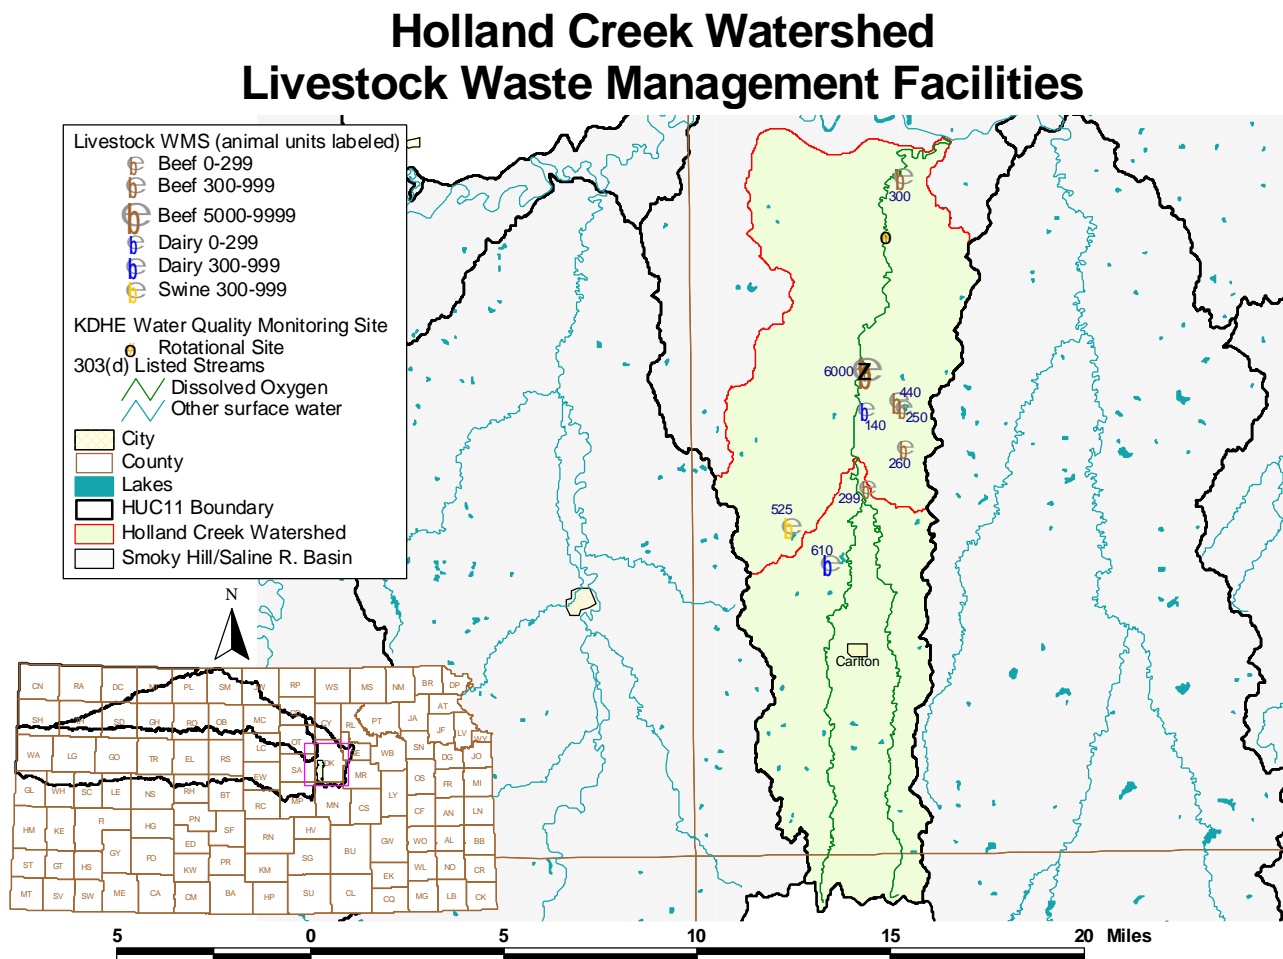 Holland Creek Watershed
Livestock Waste Management Facilities
Livestock WMS (animal units labeled)
Beef 0-299
Beef 300-999
Beef 5000-9999
Dairy 0-299
Dairy 300-999
Swine 300-999
KDHE Water Quality Monitoring Site
Rotational Site
303(d) Listed Streams
Dissolved Oxygen
Other surface water
City
County
Lakes
HUC11 Boundary
Holland Creek Watershed
Smoky Hill/Saline R. Basin
300
6000
Z
440
250
140
260
299
525
610
Carlton
N
CN RA DC PL SM JW RP WS MS NM BR DP
SH SD GH RO OB MC CY RL PT JA AT JF LV WY
WA LG GO TR EL RS LC OT SA DK WB SN DG JO
GL WH SC LE NS RH BT EW MP MN MR CS LY OS FR MI
FI HG PN SF RC RN HV CF AN LN
HM KE GY ED SG BU GW WO AL BB
ST GT HS FO KW PR KM EK WL NO CR
MT SV SW ME CA CM BA HP SU CL CQ MG LB CK
5 0 5 10 15 20 Miles